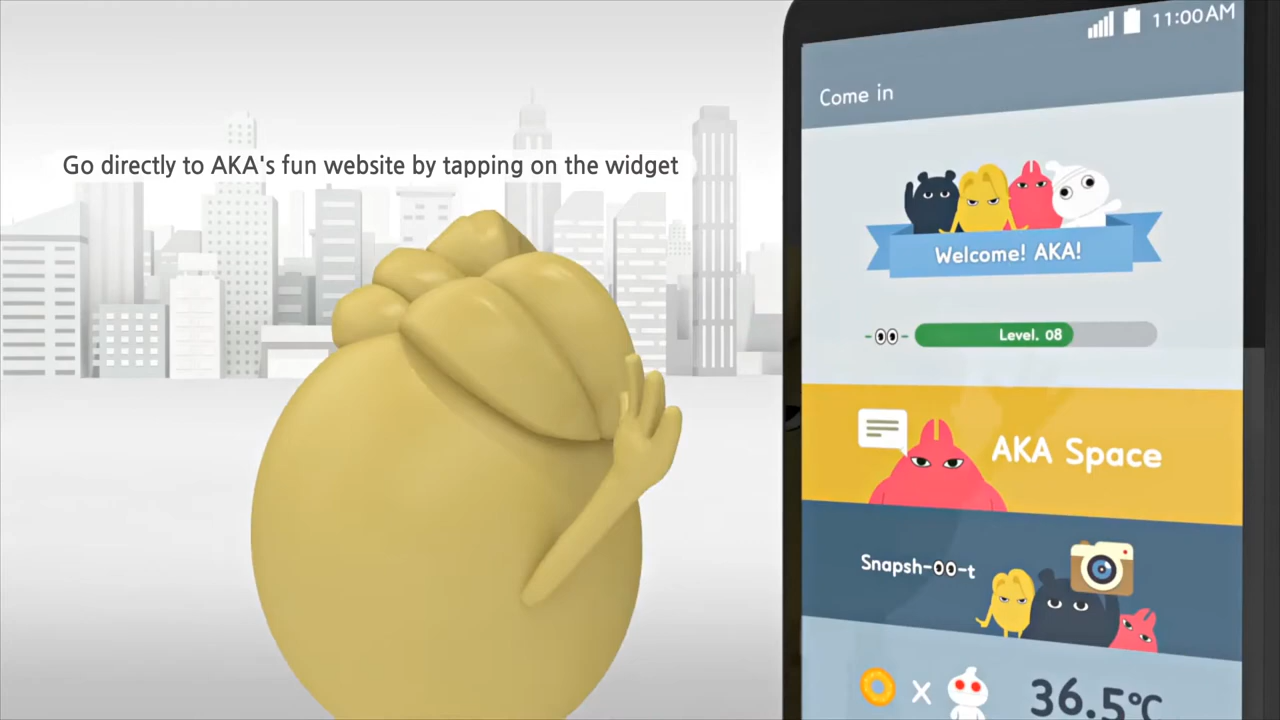 11:00AM
Come in
Go directly to AKA's fun website by tapping on the widget
Welcome! AKA!
Level. 08
AKA Space
Snapsh-OO-t
X
36.5°C